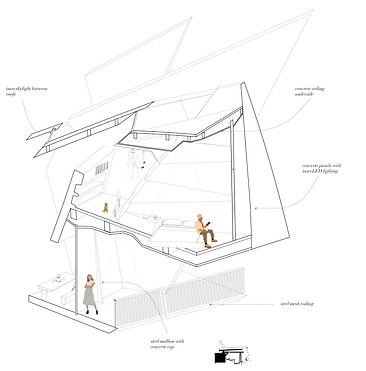 inset skylight between
roofs
concrete ceiling
underside
concrete panels with
inset LED lighting
steel mesh railing
steel mullion with
concrete cap